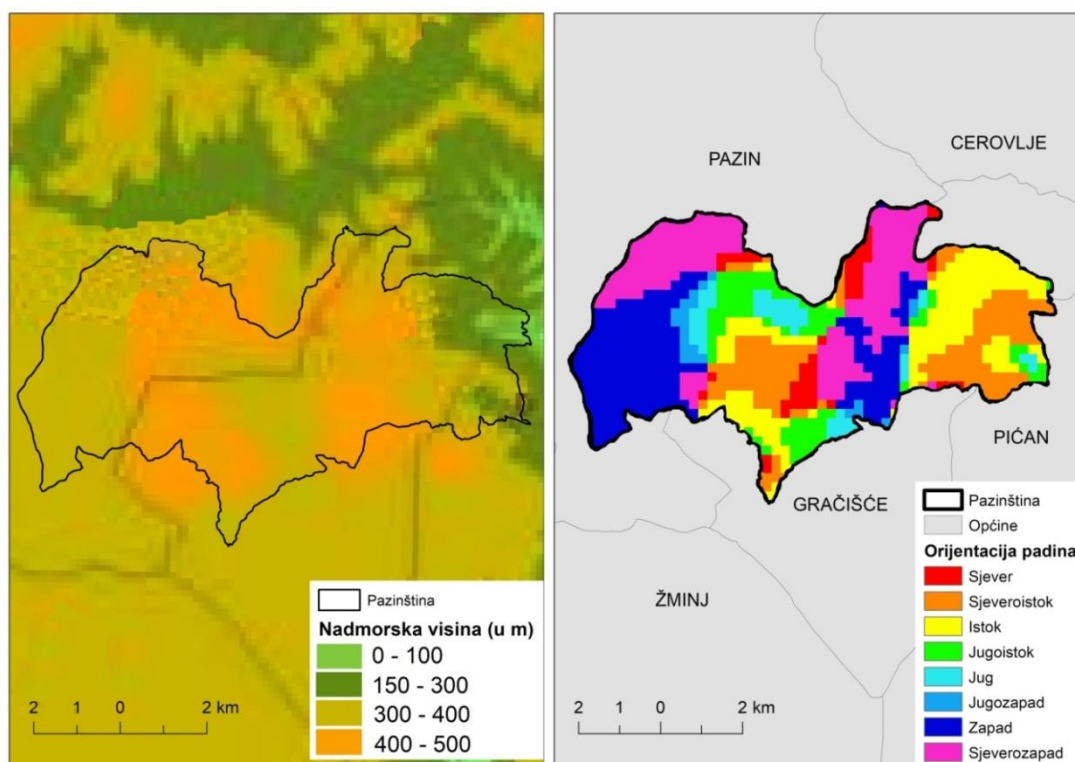 Pazinština
Nadmorska visina (u m)
0 - 100
150 - 300
300 - 400
400 - 500
2 1 0 2 km
PAZIN
CEROVLJE
PIĆAN
GRAČIŠĆE
ŽMINJ
2 1 0 2 km
Pazinština
Općine
Orijentacija padina
Sjever
Sjeveroistok
Istok
Jugoistok
Jug
Jugozapad
Zapad
Sjeverozapad